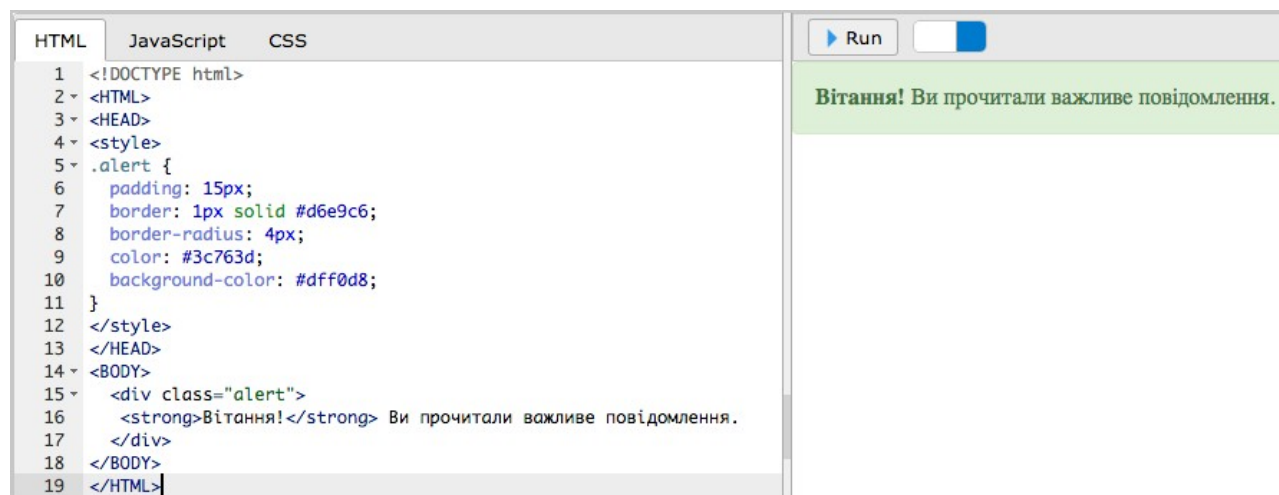 HTML JavaScript CSS
1 <!DOCTYPE html>
2 <HTML>
3 <HEAD>
4 <style>
5 .alert {
6 padding: 15px;
7 border: 1px solid #d6e9c6;
8 border-radius: 4px;
9 color: #3c763d;
10 background-color: #dff0d8;
11 }
12 </style>
13 </HEAD>
14 <BODY>
15 <div class="alert">
16 <strong>Вітання!</strong> Ви прочитали важливе повідомлення.
17 </div>
18 </BODY>
19 </HTML>
Run
Вітання! Ви прочитали важливе повідомлення.